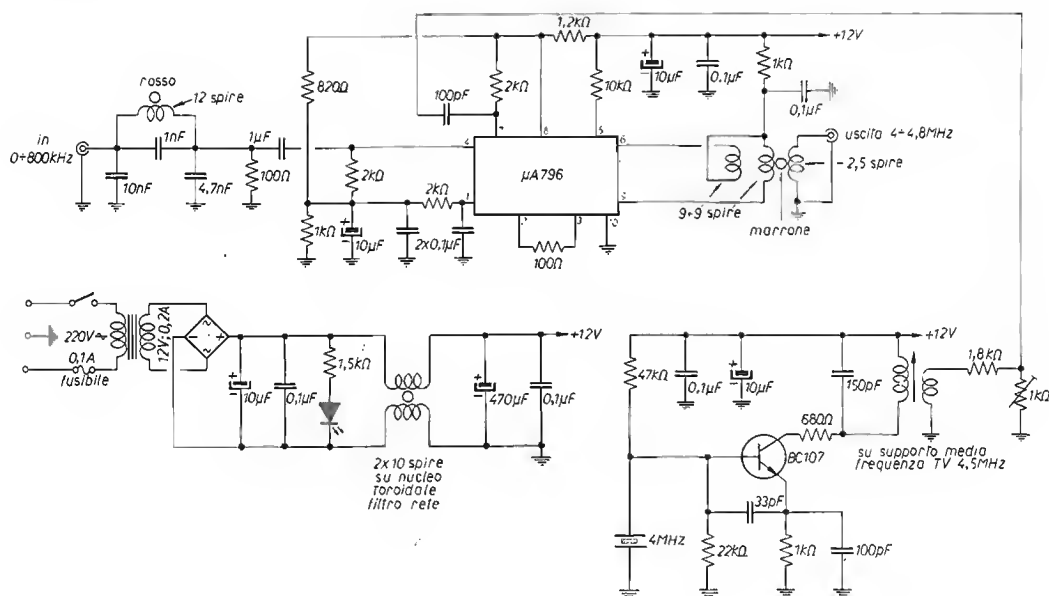 1,2kΩ
+12V
rosso
12 spire
820Ω
100pF
2kΩ
10kΩ
+
10µF
0,1µF
1kΩ
0,1µF
in
0÷800kHz
1nF
1µF
10nF
4,7nF
100Ω
2kΩ
2kΩ
1kΩ
+
10µF
2x0,1µF
7
8
5
4
6
1
µA796
9
2
3
10
100Ω
uscita 4÷4,8MHz
2,5 spire
9+9 spire
marrone
220V~
0,1A
fusibile
12V;0,2A
~
-
+
~
+
10µF
0,1µF
1,5kΩ
+12V
+
470µF
0,1µF
2x10 spire
su nucleo
toroidale
filtro rete
+12V
47kΩ
0,1µF
+
10µF
150pF
1,8kΩ
1kΩ
680Ω
BC107
su supporto media
frequenza TV 4,5MHz
33pF
4MHz
22kΩ
1kΩ
100pF